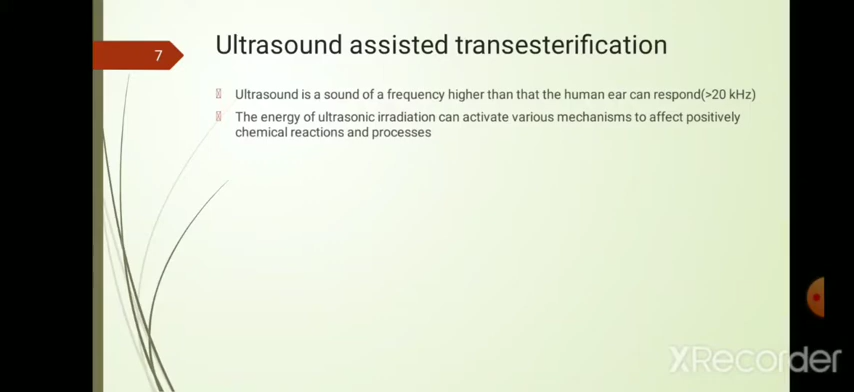 7
Ultrasound assisted transesterification
Ultrasound is a sound of a frequency higher than that the human ear can respond(>20 kHz)
The energy of ultrasonic irradiation can activate various mechanisms to affect positively
chemical reactions and processes
XRecorder